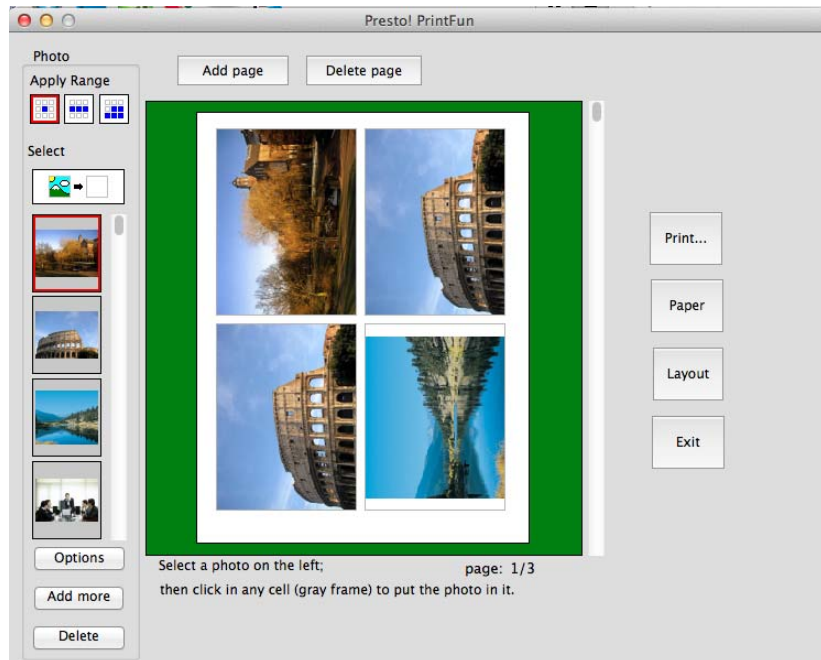 Presto! PrintFun
Photo
Apply Range
Select
Options
Add more
Delete
Add page
Delete page
Select a photo on the left;
page: 1/3
then click in any cell (gray frame) to put the photo in it.
Print...
Paper
Layout
Exit